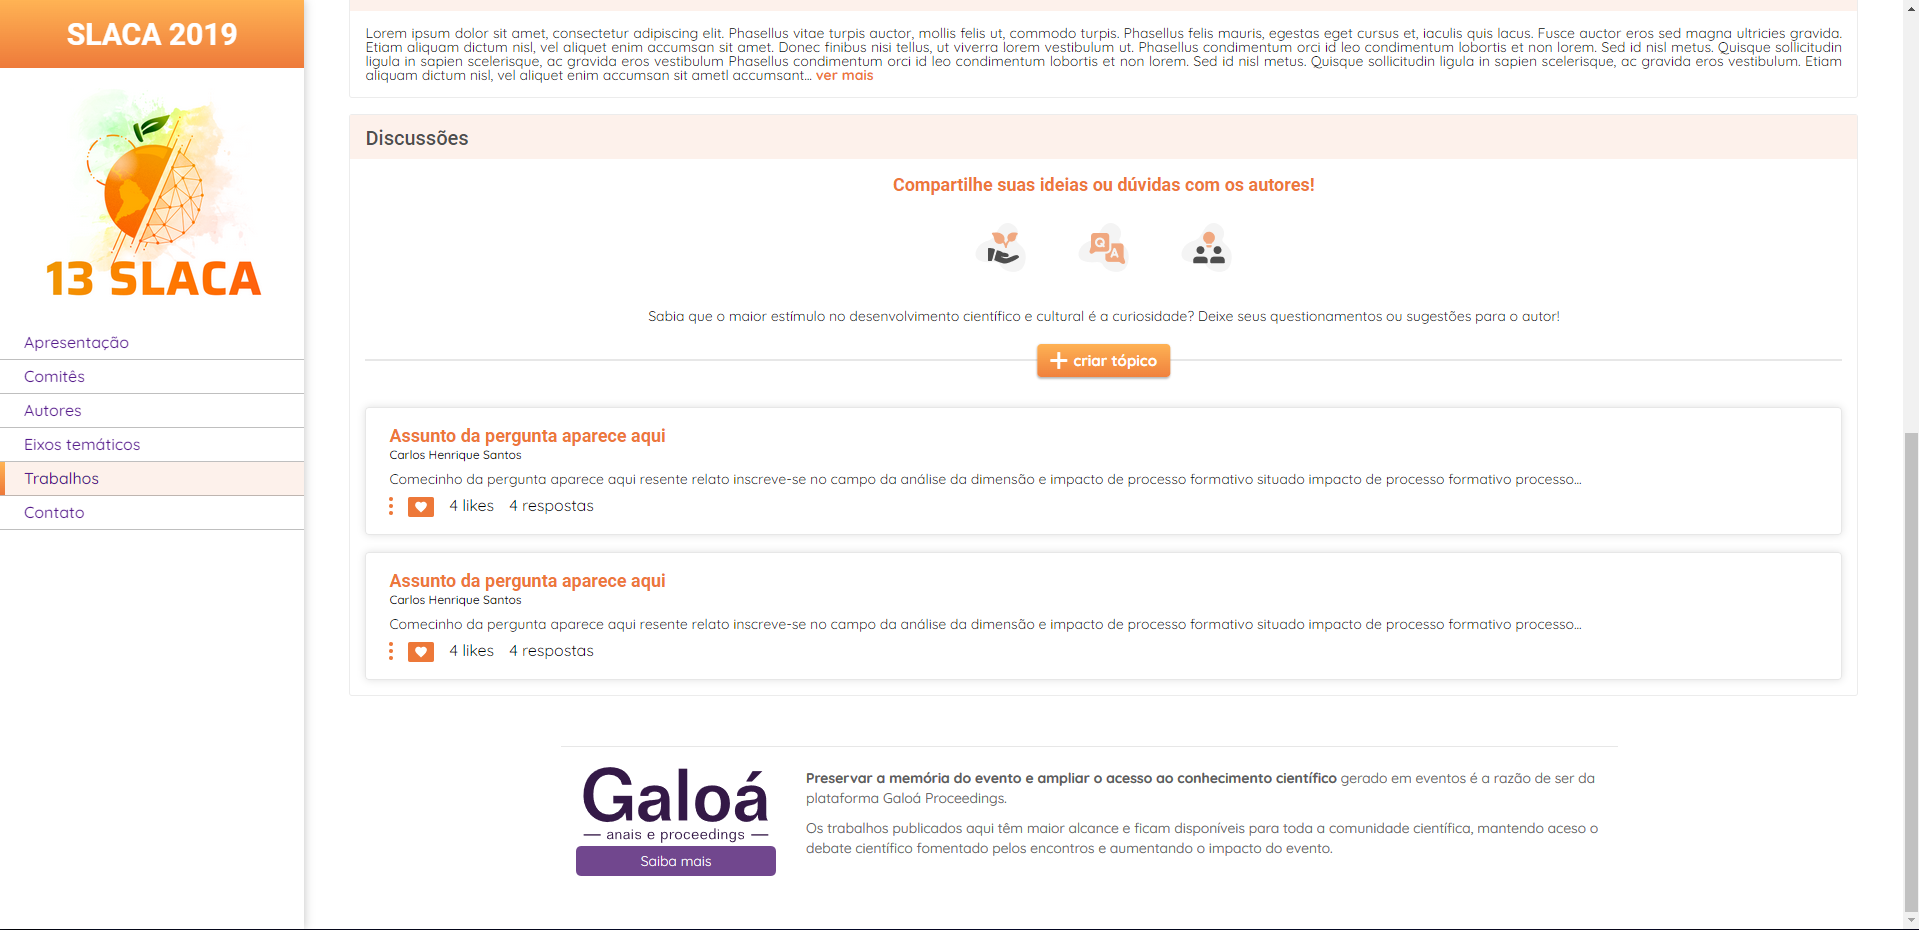 SLACA 2019
13 SLACA
Apresentação
Comitês
Autores
Eixos temáticos
Trabalhos
Contato
Lorem ipsum dolor sit amet, consectetur adipiscing elit. Phasellus vitae turpis auctor, mollis felis ut, commodo turpis. Phasellus felis mauris, egestas eget cursus et, iaculis quis lacus. Fusce auctor eros sed magna ultricies gravida.
Etiam aliquam dictum nisl, vel aliquet enim accumsan sit amet. Donec finibus nisi tellus, ut viverra lorem vestibulum ut. Phasellus condimentum orci id leo condimentum lobortis et non lorem. Sed id nisl metus. Quisque sollicitudin
ligula in sapien scelerisque, ac gravida eros vestibulum Phasellus condimentum orci id leo condimentum lobortis et non lorem. Sed id nisl metus. Quisque sollicitudin ligula in sapien scelerisque, ac gravida eros vestibulum. Etiam
aliquam dictum nisl, vel aliquet enim accumsan sit ametl accumsant... ver mais
Discussões
Compartilhe suas ideias ou dúvidas com os autores!
Q
A
Sabia que o maior estímulo no desenvolvimento científico e cultural é a curiosidade? Deixe seus questionamentos ou sugestões para o autor!
+ criar tópico
Assunto da pergunta aparece aqui
Carlos Henrique Santos
Comecinho da pergunta aparece aqui resente relato inscreve-se no campo da análise da dimensão e impacto de processo formativo situado impacto de processo formativo processo...
4 likes 4 respostas
Assunto da pergunta aparece aqui
Carlos Henrique Santos
Comecinho da pergunta aparece aqui resente relato inscreve-se no campo da análise da dimensão e impacto de processo formativo situado impacto de processo formativo processo...
4 likes 4 respostas
Galoá
— anais e proceedings —
Saiba mais
Preservar a memória do evento e ampliar o acesso ao conhecimento científico gerado em eventos é a razão de ser da
plataforma Galoá Proceedings.
Os trabalhos publicados aqui têm maior alcance e ficam disponíveis para toda a comunidade científica, mantendo aceso o
debate científico fomentado pelos encontros e aumentando o impacto do evento.